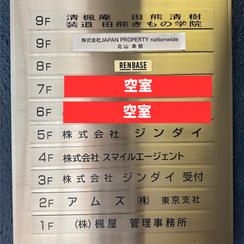 9F 清楓庵 田熊清樹
装道 田熊きもの学院
9F 株式会社JAPAN PROPERTY nationwide
北山 幸朋
8F RENBASE
7F 空室
6F 空室
5F 株式会社 ジンダイ
4F 株式会社 スマイルエージェント
3F 株式会社 ジンダイ 受付
2F アムズ(株) 東京支社
1F (株)楓屋 管理事務所